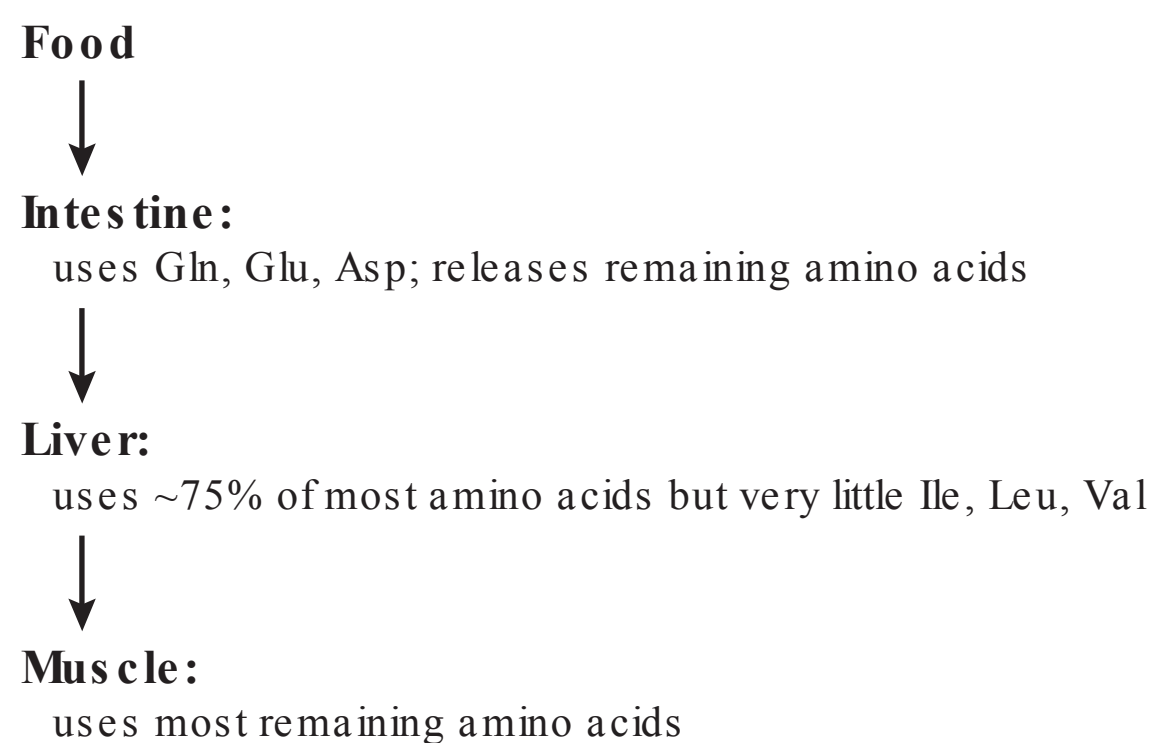 Food
Intestine:
uses Gln, Glu, Asp; releases remaining amino acids
Liver:
uses ~75% of most amino acids but very little Ile, Leu, Val
Muscle:
uses most remaining amino acids